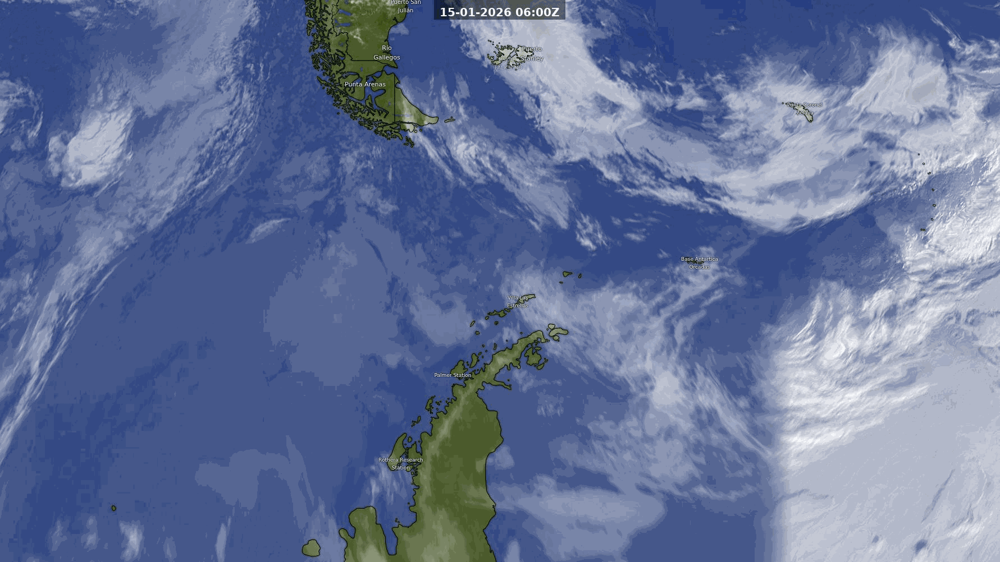 Puerto San
Julián
15-01-2026 06:00Z
Río
Gallegos
Puerto
Stanley
FALKLAND
Punta Arenas
Punta Coronel
Zelaya
Base Antartica
Orcadas
Villa Las
Estrellas
Palmer Station
Rothera Research
Station